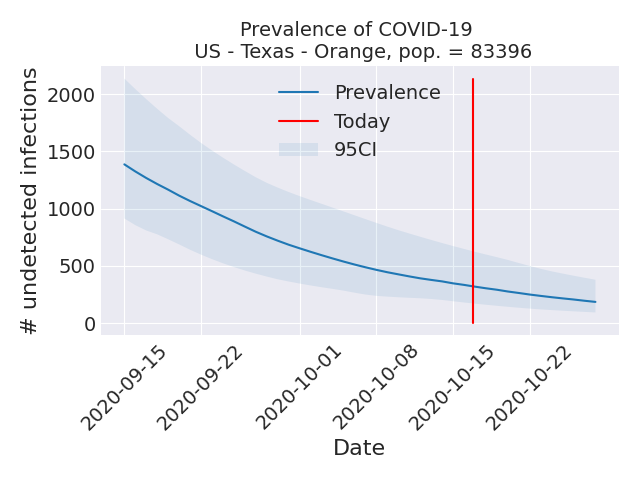 Prevalence of COVID-19
US - Texas - Orange, pop. = 83396
# undetected infections
2000
1500
1000
500
0
Prevalence
Today
95CI
2020-09-15
2020-09-22
2020-10-01
2020-10-08
2020-10-15
2020-10-22
Date